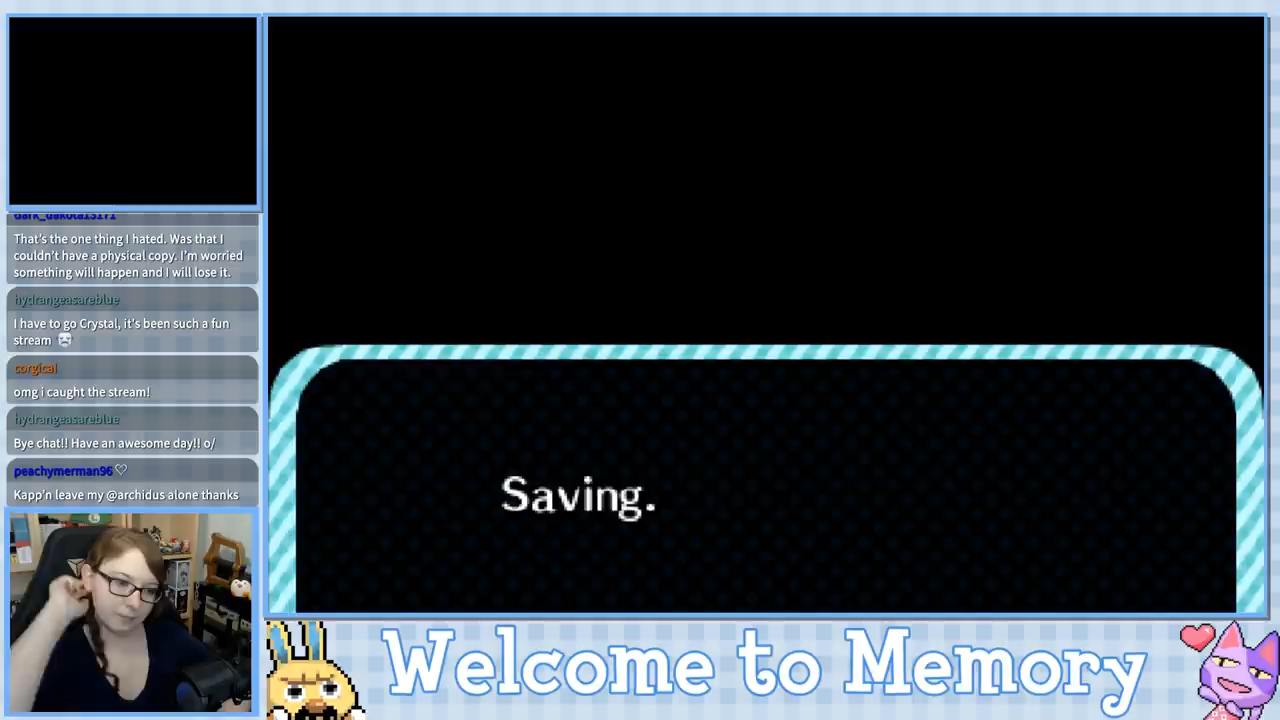 dark_dakota13171
That's the one thing I hated. Was that I
couldn't have a physical copy. I'm worried
something will happen and I will lose it.
hydrangeasareblue
I have to go Crystal, it's been such a fun
stream
corgical
omg i caught the stream!
hydrangeasareblue
Bye chat!! Have an awesome day!! o/
peachymerman96
Kapp'n leave my @archidus alone thanks
Saving.
Welcome to Memory